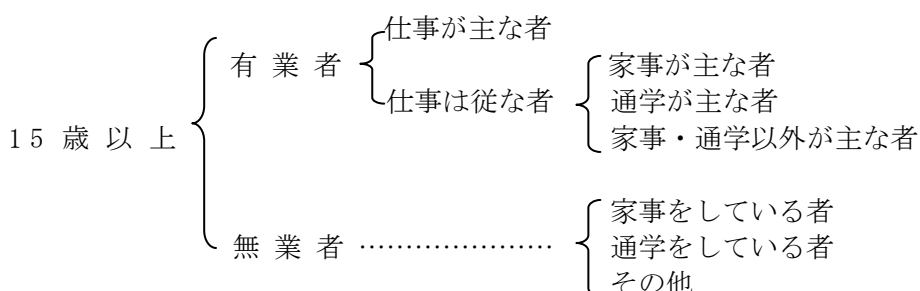 仕事が主な者
有 業 者
家事が主な者
仕事は従な者
通学が主な者
15 歳 以 上
家事・通学以外が主な者
家事をしている者
無 業 者 …………………
通学をしている者
その他